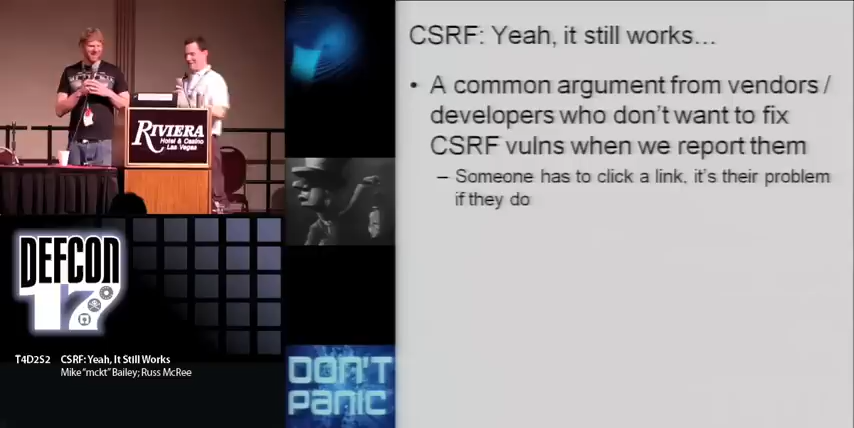 CSRF: Yeah, it still works…
• A common argument from vendors /
developers who don't want to fix
CSRF vulns when we report them
– Someone has to click a link, it's their problem
if they do
RIVIERA
Hotel & Casino
Las Vegas
DEFCON
17
T4D2S2 CSRF: Yeah, It Still Works
Mike "mckt" Bailey; Russ McRee
DON'T
PANIC